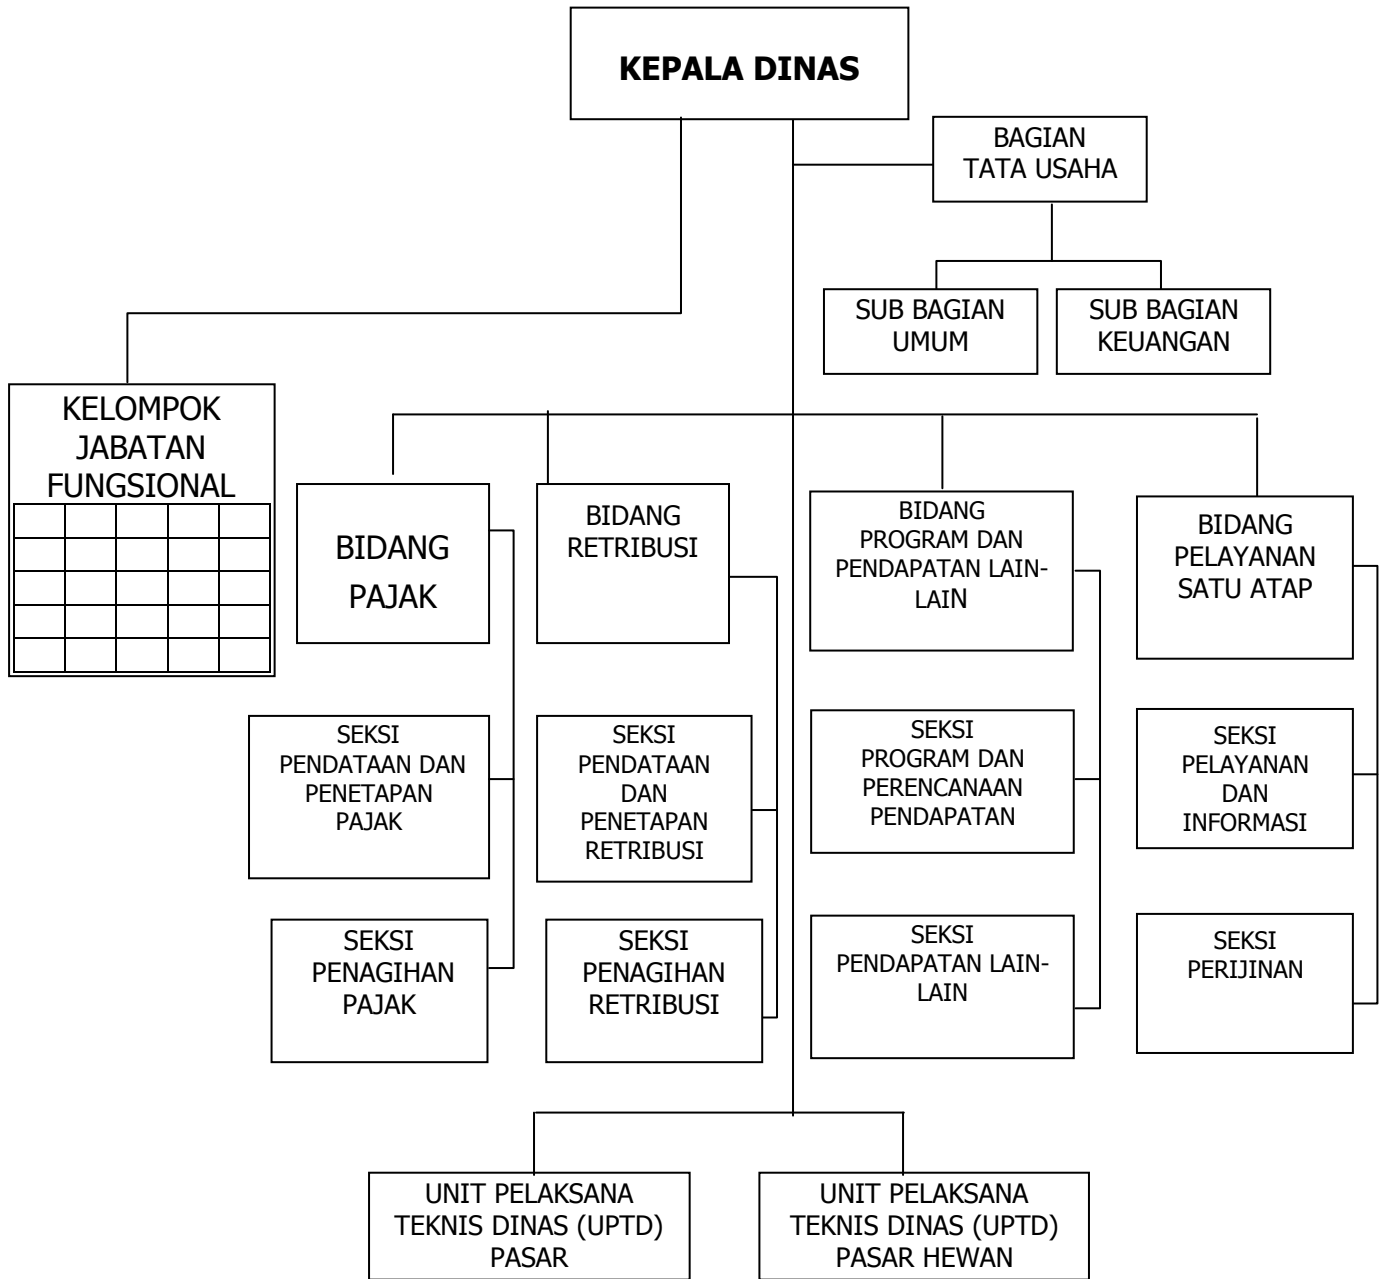 KEPALA DINAS
BAGIAN
TATA USAHA
SUB BAGIAN
UMUM
SUB BAGIAN
KEUANGAN
KELOMPOK
JABATAN
FUNGSIONAL
BIDANG
PAJAK
BIDANG
RETRIBUSI
BIDANG
PROGRAM DAN
PENDAPATAN LAIN-
LAIN
BIDANG
PELAYANAN
SATU ATAP
SEKSI
PENDATAAN DAN
PENETAPAN
PAJAK
SEKSI
PENDATAAN
DAN
PENETAPAN
RETRIBUSI
SEKSI
PROGRAM DAN
PERENCANAAN
PENDAPATAN
SEKSI
PELAYANAN
DAN
INFORMASI
SEKSI
PENAGIHAN
PAJAK
SEKSI
PENAGIHAN
RETRIBUSI
SEKSI
PENDAPATAN LAIN-
LAIN
SEKSI
PERIJINAN
UNIT PELAKSANA
TEKNIS DINAS (UPTD)
PASAR
UNIT PELAKSANA
TEKNIS DINAS (UPTD)
PASAR HEWAN